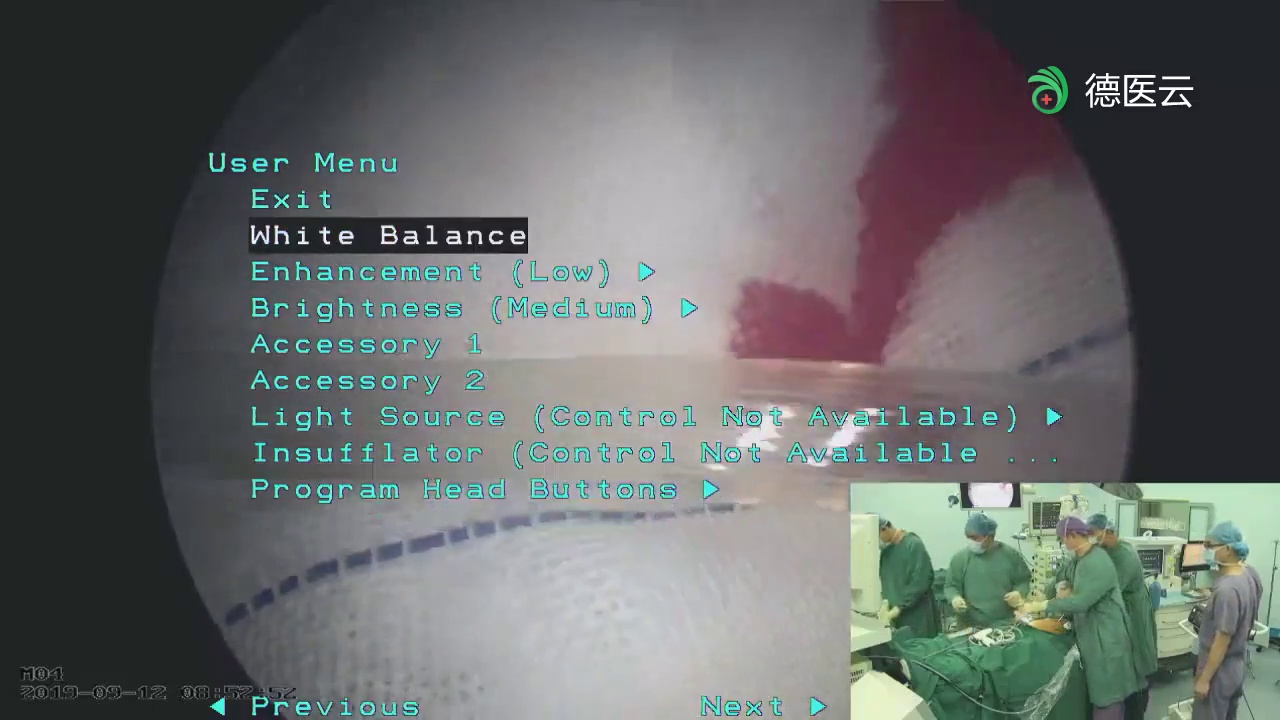 德医云
User Menu
Exit
White Balance
Enhancement (Low) ▶
Brightness (Medium) ▶
Accessory 1
Accessory 2
Light Source (Control Not Available) ▶
Insufflator (Control Not Available ...
Program Head Buttons ▶
M04
2019-09-12 08:52:52
◀ Previous
Next ▶